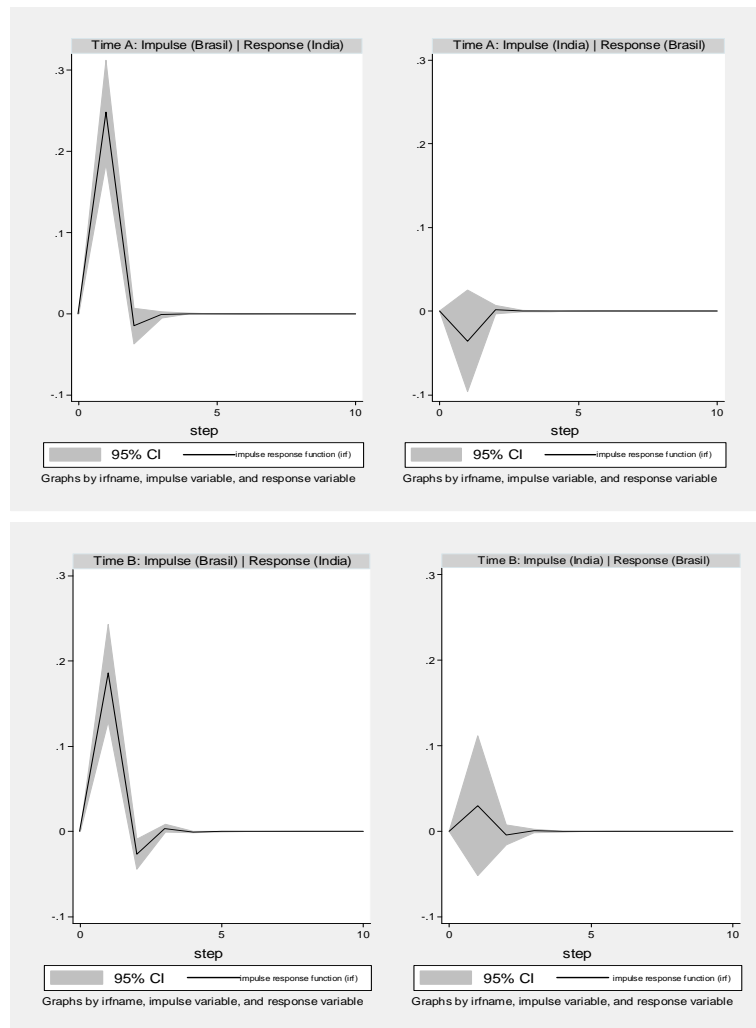 Time A: Impulse (Brasil) | Response (India)
.3
.2
.1
0
-.1
0 5 10
step
95% CI impulse response function (irf)
Graphs by irfname, impulse variable, and response variable
Time A: Impulse (India) | Response (Brasil)
.3
.2
.1
0
-.1
0 5 10
step
95% CI impulse response function (irf)
Graphs by irfname, impulse variable, and response variable
Time B: Impulse (Brasil) | Response (India)
.3
.2
.1
0
-.1
0 5 10
step
95% CI impulse response function (irf)
Graphs by irfname, impulse variable, and response variable
Time B: Impulse (India) | Response (Brasil)
.3
.2
.1
0
-.1
0 5 10
step
95% CI impulse response function (irf)
Graphs by irfname, impulse variable, and response variable